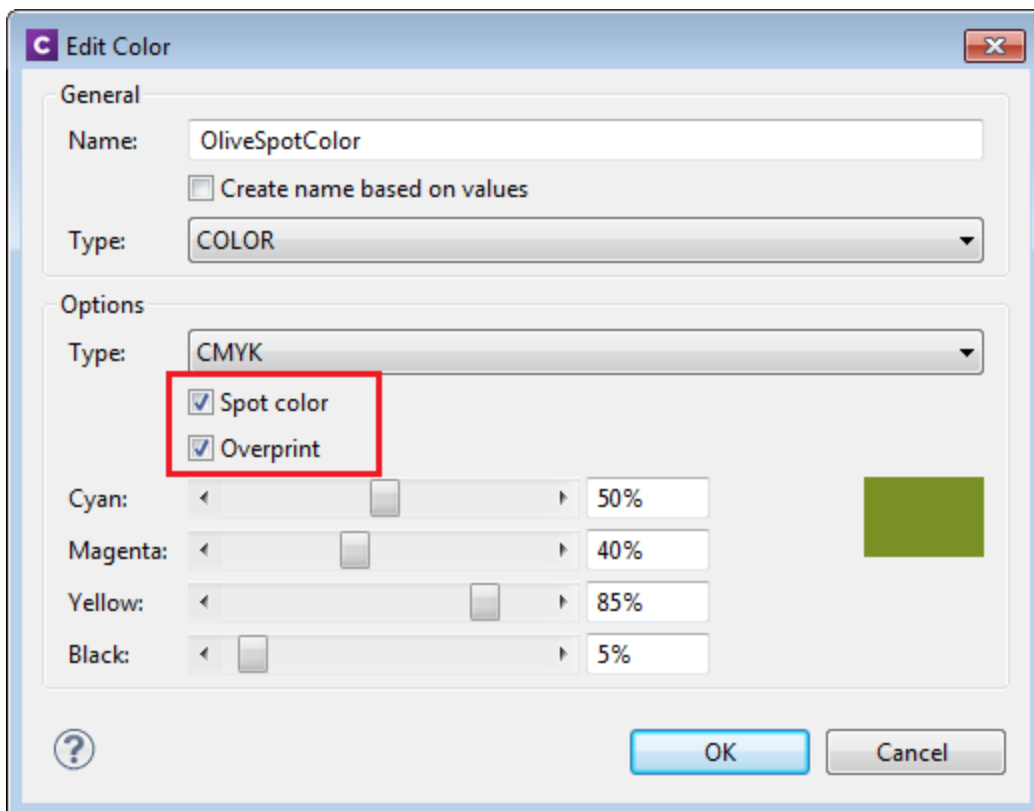 C Edit Color
General
Name: OliveSpotColor
Create name based on values
Type: COLOR
Options
Type: CMYK
Spot color
Overprint
Cyan: 50%
Magenta: 40%
Yellow: 85%
Black: 5%
? OK Cancel